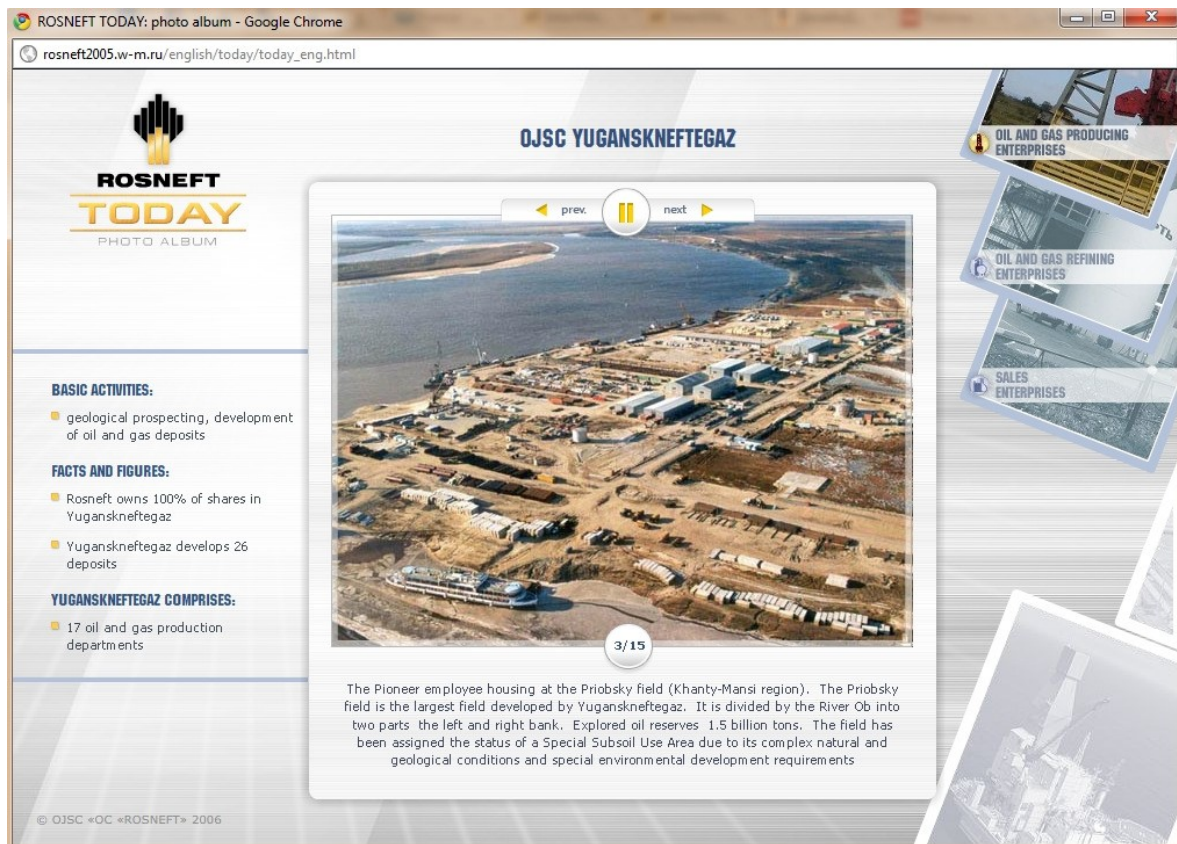 ROSNEFT TODAY: photo album - Google Chrome
rosneft2005.w-m.ru/english/today/today_eng.html
ROSNEFT
TODAY
PHOTO ALBUM
OJSC YUGANSKNEFTEGAZ
prev.
next
OIL AND GAS PRODUCING
ENTERPRISES
OIL AND GAS REFINING
ENTERPRISES
SALES
ENTERPRISES
BASIC ACTIVITIES:
geological prospecting, development
of oil and gas deposits
FACTS AND FIGURES:
Rosneft owns 100% of shares in
Yuganskneftegaz
Yuganskneftegaz develops 26
deposits
YUGANSKNEFTEGAZ COMPRISES:
17 oil and gas production
departments
3/15
The Pioneer employee housing at the Priobsky field (Khanty-Mansi region). The Priobsky
field is the largest field developed by Yuganskneftegaz. It is divided by the River Ob into
two parts the left and right bank. Explored oil reserves 1.5 billion tons. The field has
been assigned the status of a Special Subsoil Use Area due to its complex natural and
geological conditions and special environmental development requirements
© OJSC «OC «ROSNEFT» 2006